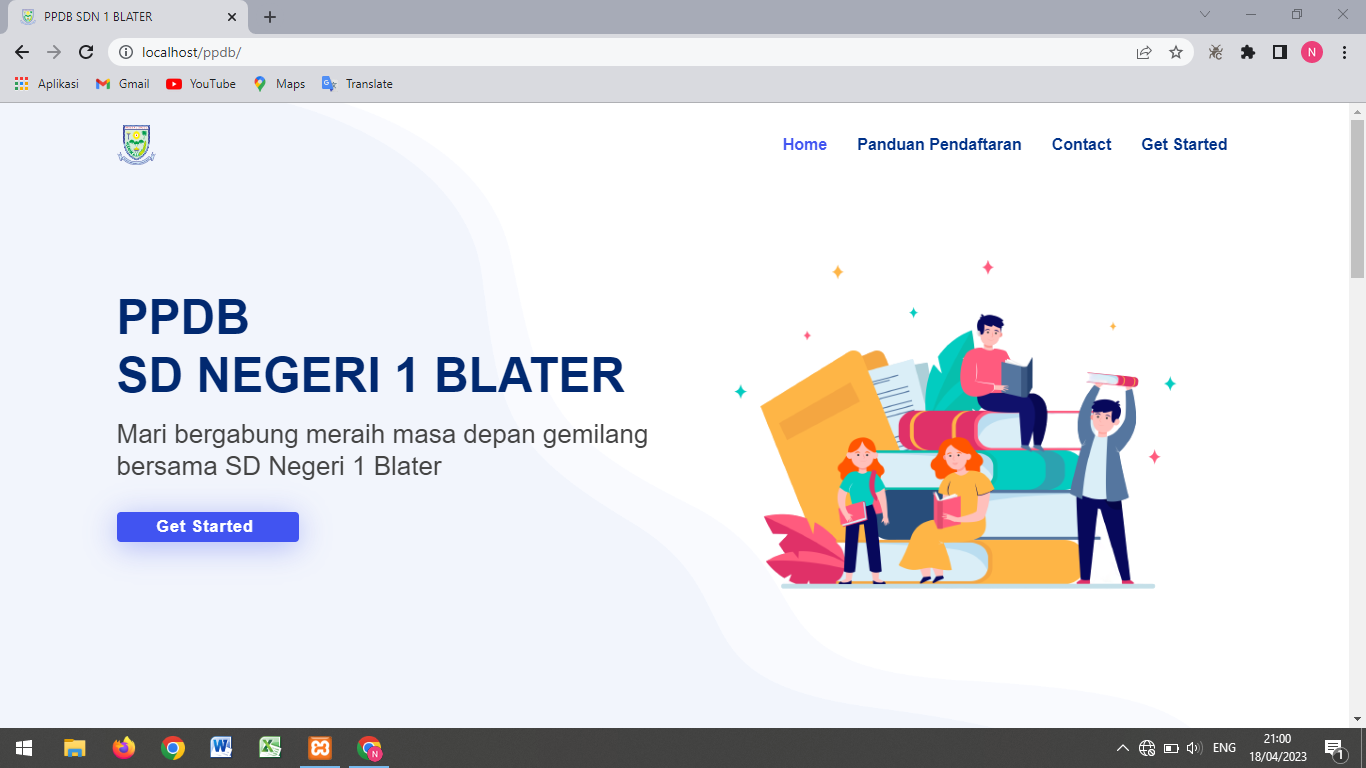 PPDB SDN 1 BLATER
localhost/ppdb/
N
Aplikasi
Gmail
YouTube
Maps
Translate
Home
Panduan Pendaftaran
Contact
Get Started
PPDB
SD NEGERI 1 BLATER
Mari bergabung meraih masa depan gemilang
bersama SD Negeri 1 Blater
Get Started
N
ENG
21:00
18/04/2023
1